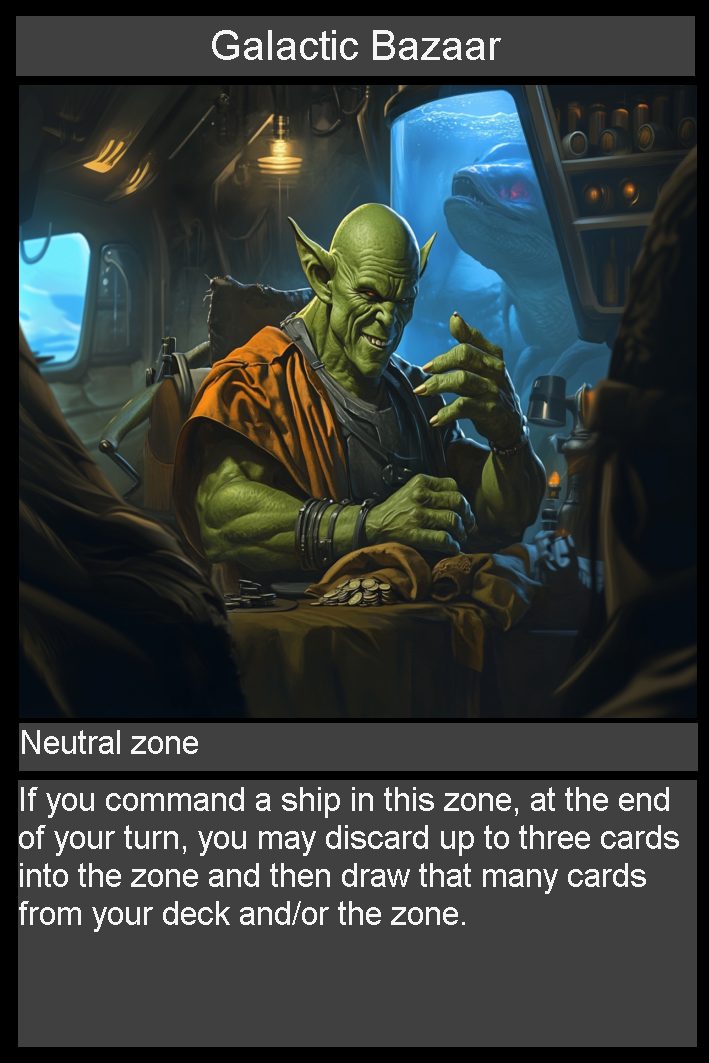 Galactic Bazaar
Neutral zone
If you command a ship in this zone, at the end
of your turn, you may discard up to three cards
into the zone and then draw that many cards
from your deck and/or the zone.